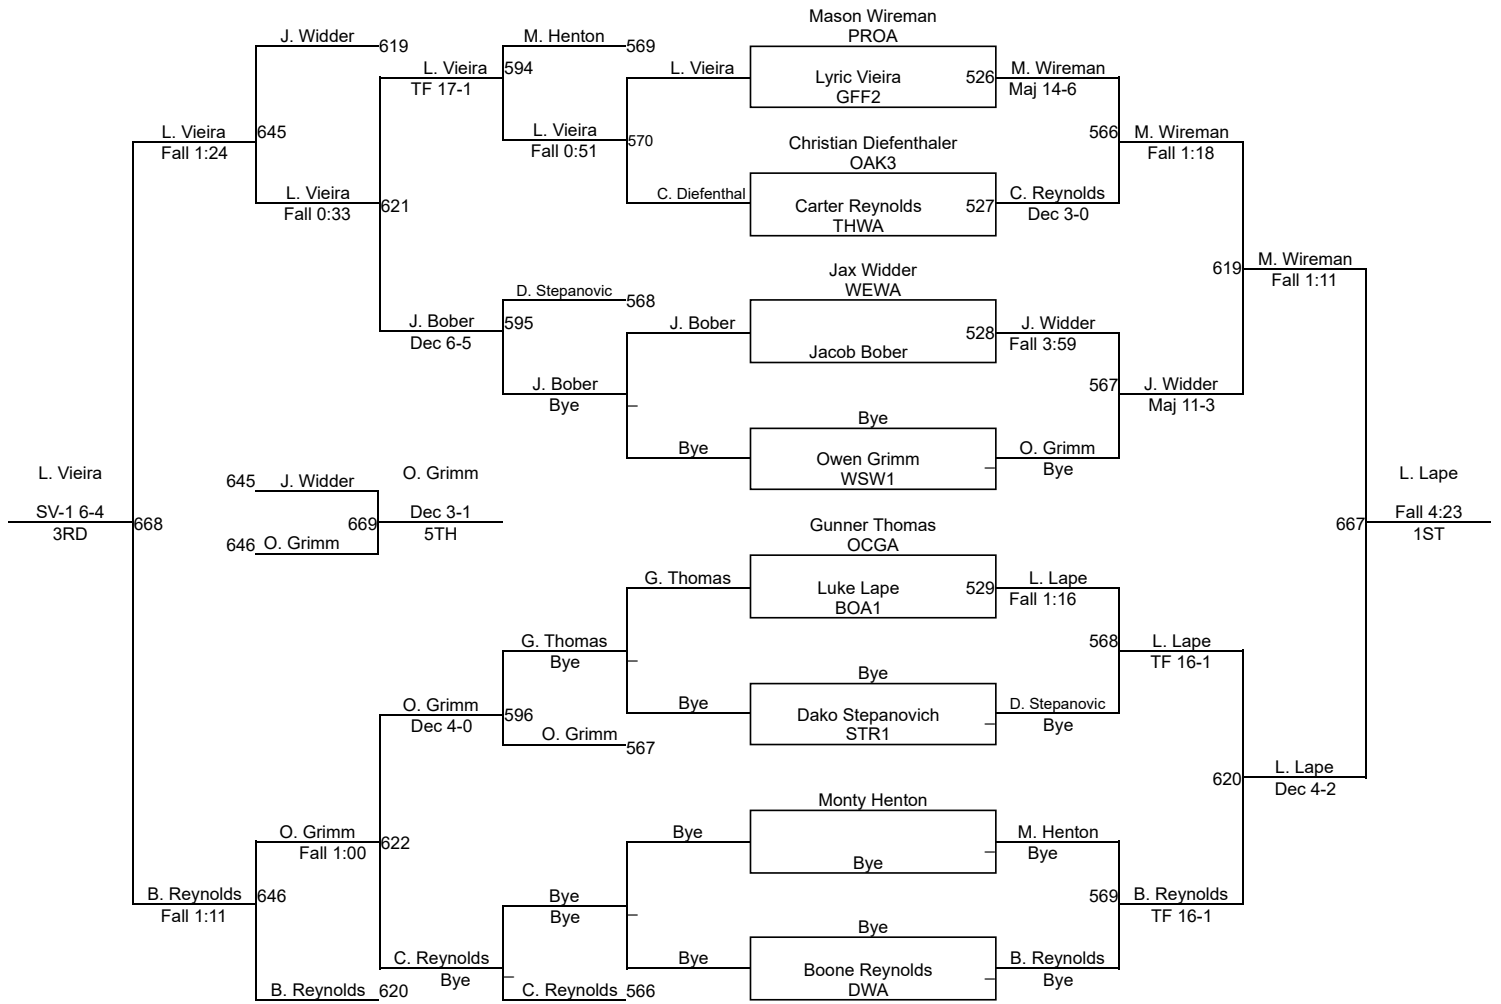 Mason Wireman
PROA
J. Widder
619
M. Henton
569
L. Vieira
594
TF 17-1
L. Vieira
Lyric Vieira
GFF2
526
M. Wireman
Maj 14-6
L. Vieira
645
Fall 1:24
L. Vieira
Fall 0:51
570
Christian Diefenthaler
OAK3
566
M. Wireman
Fall 1:18
L. Vieira
Fall 0:33
621
C. Diefenthal
Carter Reynolds
THWA
527
C. Reynolds
Dec 3-0
Jax Widder
WEWA
619
M. Wireman
Fall 1:11
D. Stepanovic
568
J. Bober
595
Dec 6-5
J. Bober
Jacob Bober
528
J. Widder
Fall 3:59
J. Bober
Bye
567
J. Widder
Maj 11-3
Bye
Bye
Owen Grimm
WSW1
O. Grimm
Bye
L. Vieira
SV-1 6-4
3RD
668
645
J. Widder
646
O. Grimm
669
O. Grimm
Dec 3-1
5TH
L. Lape
667
Fall 4:23
1ST
Gunner Thomas
OCGA
G. Thomas
Luke Lape
BOA1
529
L. Lape
Fall 1:16
G. Thomas
Bye
568
L. Lape
TF 16-1
Bye
Bye
Dako Stepanovich
STR1
D. Stepanovic
Bye
O. Grimm
596
Dec 4-0
O. Grimm
567
620
L. Lape
Dec 4-2
Monty Henton
O. Grimm
Fall 1:00
622
Bye
Bye
M. Henton
Bye
B. Reynolds
646
Fall 1:11
Bye
Bye
569
B. Reynolds
TF 16-1
Bye
C. Reynolds
Bye
Bye
Boone Reynolds
DWA
B. Reynolds
Bye
B. Reynolds
620
C. Reynolds
566